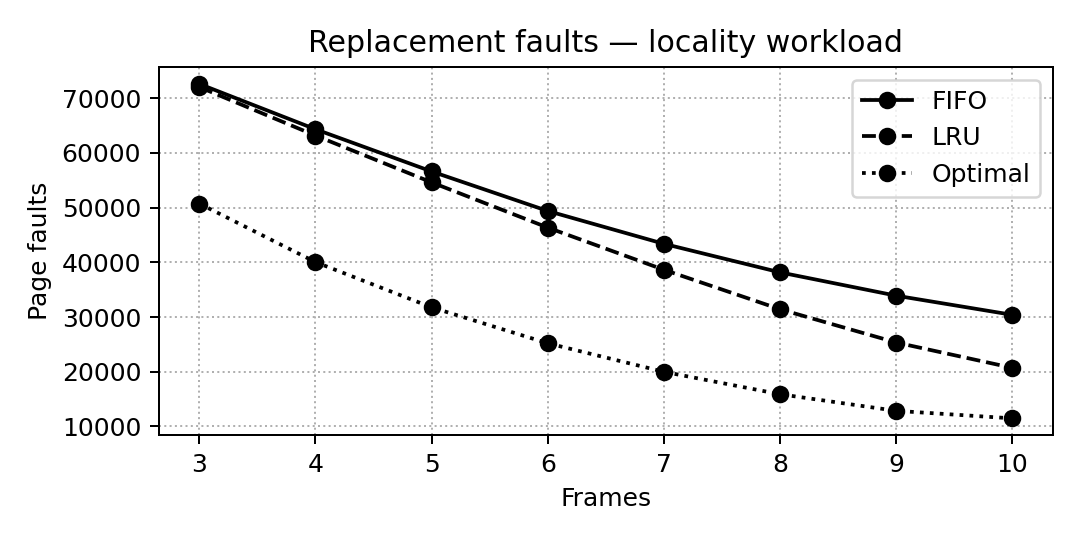 Replacement faults — locality workload
Page faults
70000
60000
50000
40000
30000
20000
10000
FIFO
LRU
Optimal
3 4 5 6 7 8 9 10
Frames